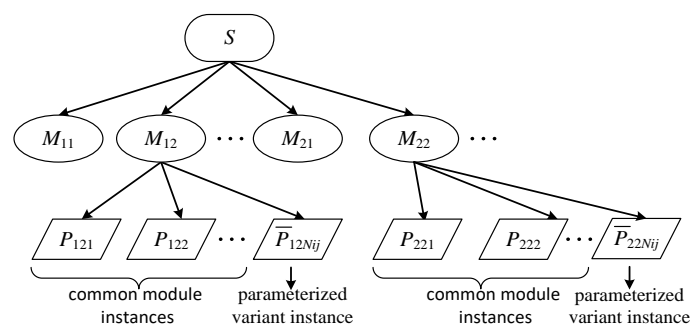 S
M₁₁ M₁₂ ··· M₂₁ M₂₂ ···
P₁₂₁ P₁₂₂ ··· P̅₁₂Nij P₂₂₁ P₂₂₂ ··· P̅₂₂Nij
common module parameterized common module parameterized
instances variant instance instances variant instance